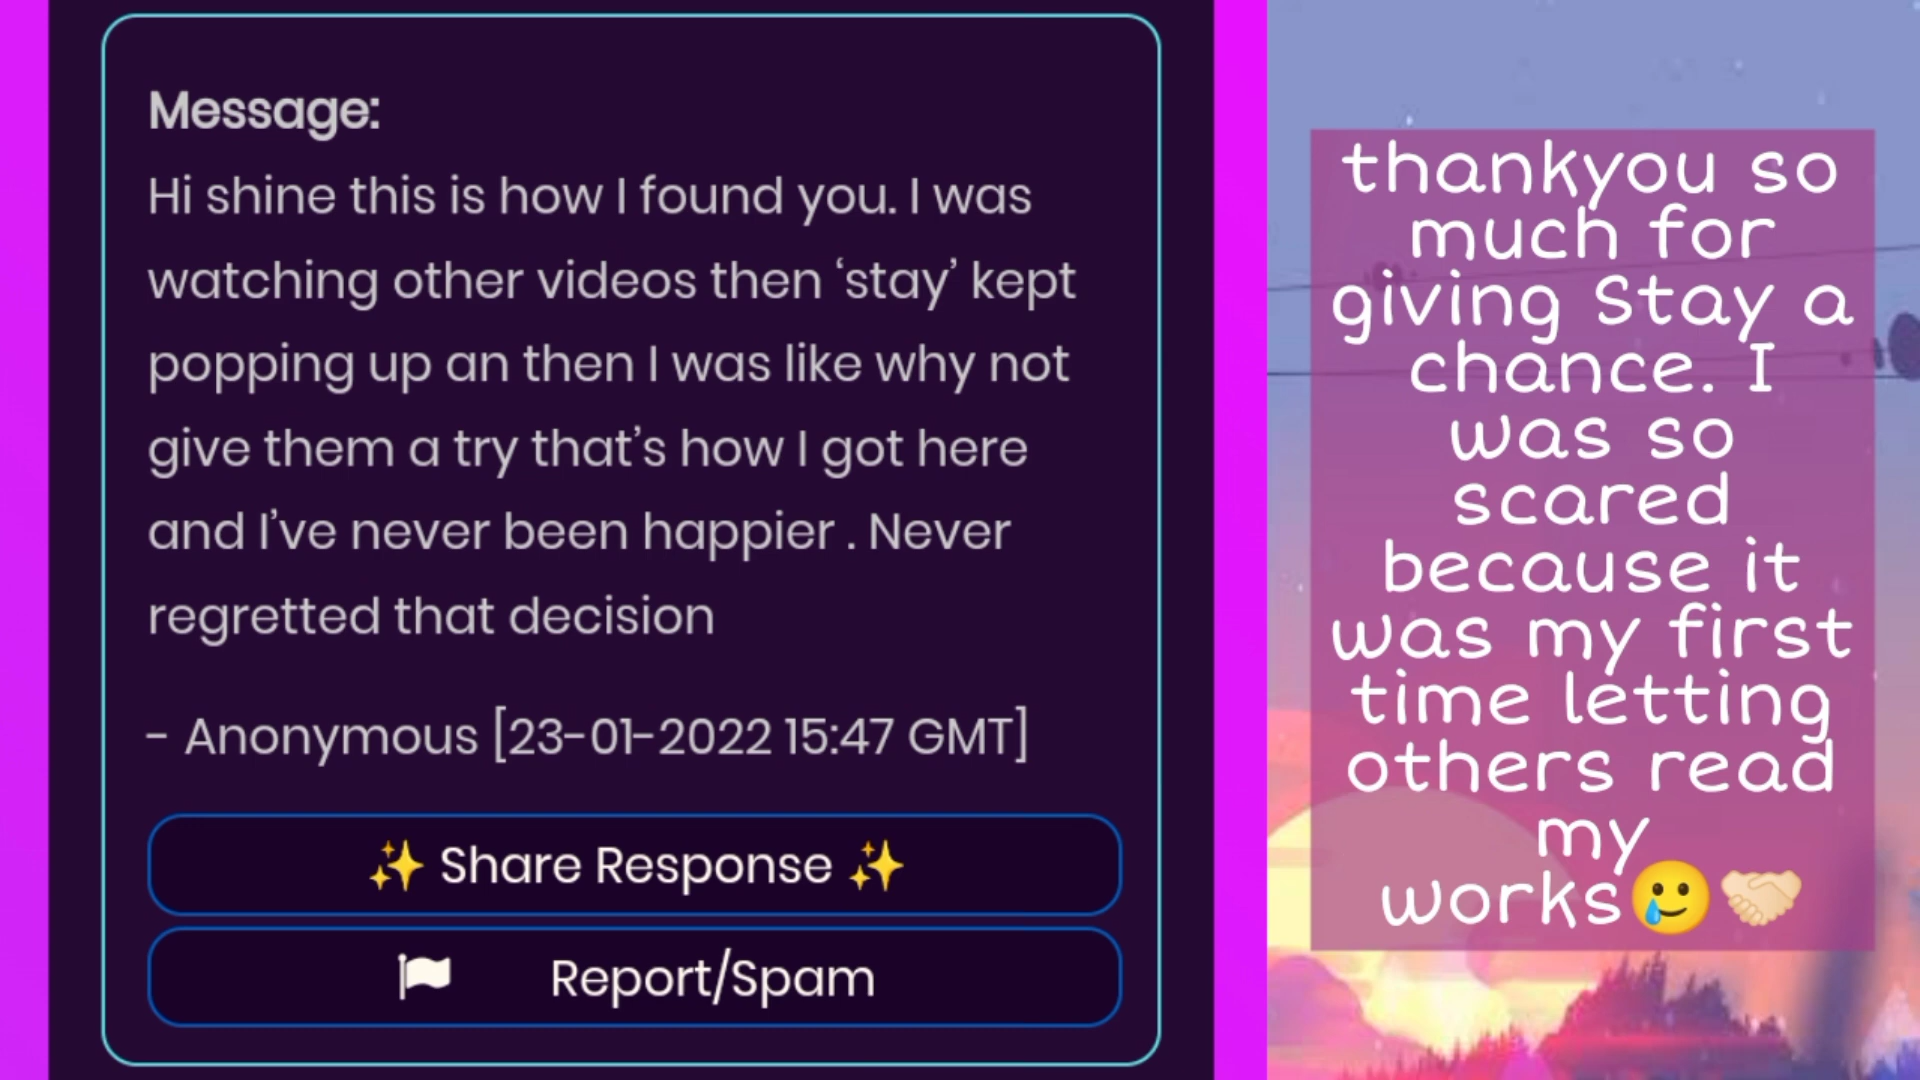 Message:
Hi shine this is how I found you. I was
watching other videos then ‘stay’ kept
popping up an then I was like why not
give them a try that’s how I got here
and I’ve never been happier . Never
regretted that decision
- Anonymous [23-01-2022 15:47 GMT]
✨ Share Response ✨
Report/Spam
thankyou so
much for
giving Stay a
chance. I
was so
scared
because it
was my first
time letting
others read
my
works🥲🤝🏻